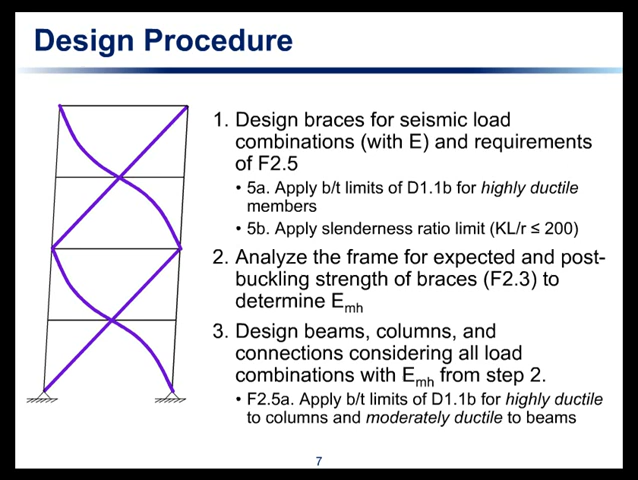 Design Procedure
1. Design braces for seismic load
combinations (with E) and requirements
of F2.5
• 5a. Apply b/t limits of D1.1b for highly ductile
members
• 5b. Apply slenderness ratio limit (KL/r ≤ 200)
2. Analyze the frame for expected and post-
buckling strength of braces (F2.3) to
determine Emh
3. Design beams, columns, and
connections considering all load
combinations with Emh from step 2.
• F2.5a. Apply b/t limits of D1.1b for highly ductile
to columns and moderately ductile to beams
7